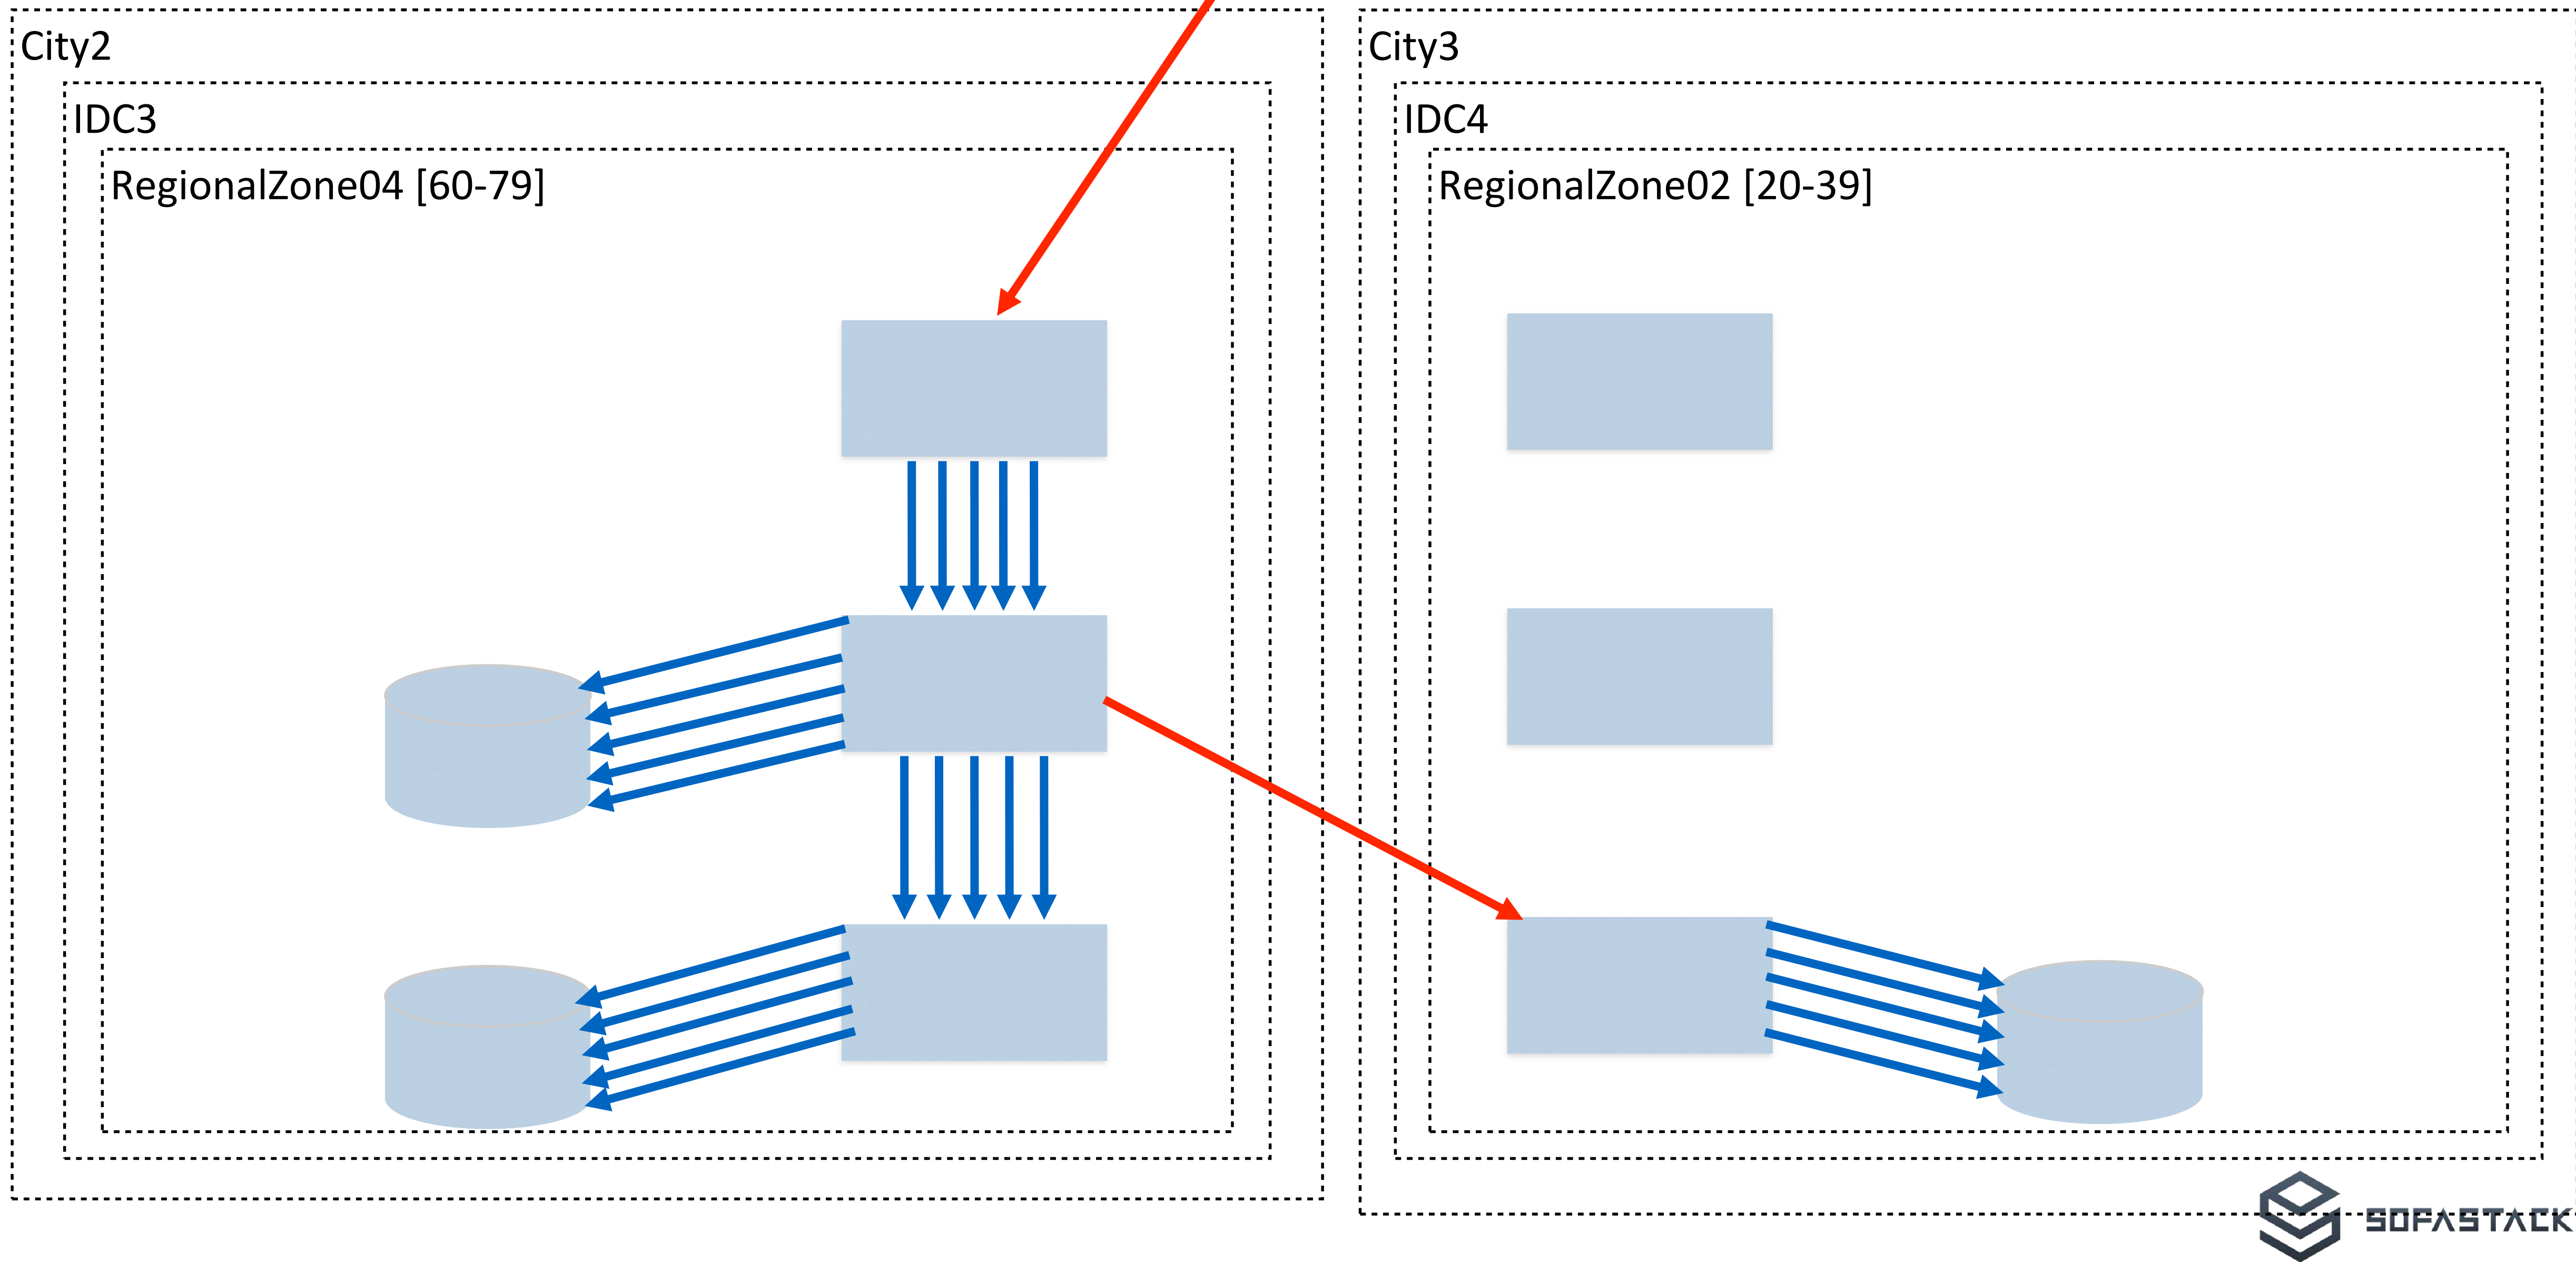 City2
IDC3
RegionalZone04 [60-79]
City3
IDC4
RegionalZone02 [20-39]
SOFASTACK